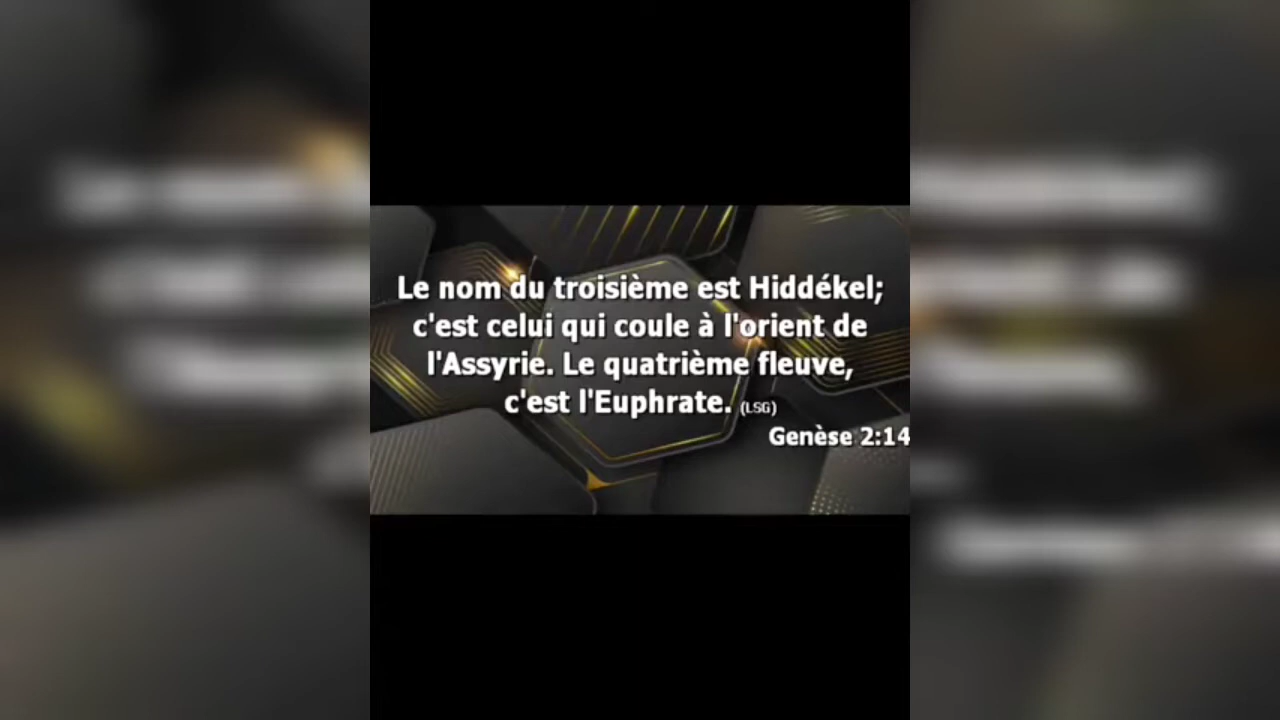 Le nom du troisième est Hiddékel;
c'est celui qui coule à l'orient de
l'Assyrie. Le quatrième fleuve,
c'est l'Euphrate. (LSG)
Genèse 2:14